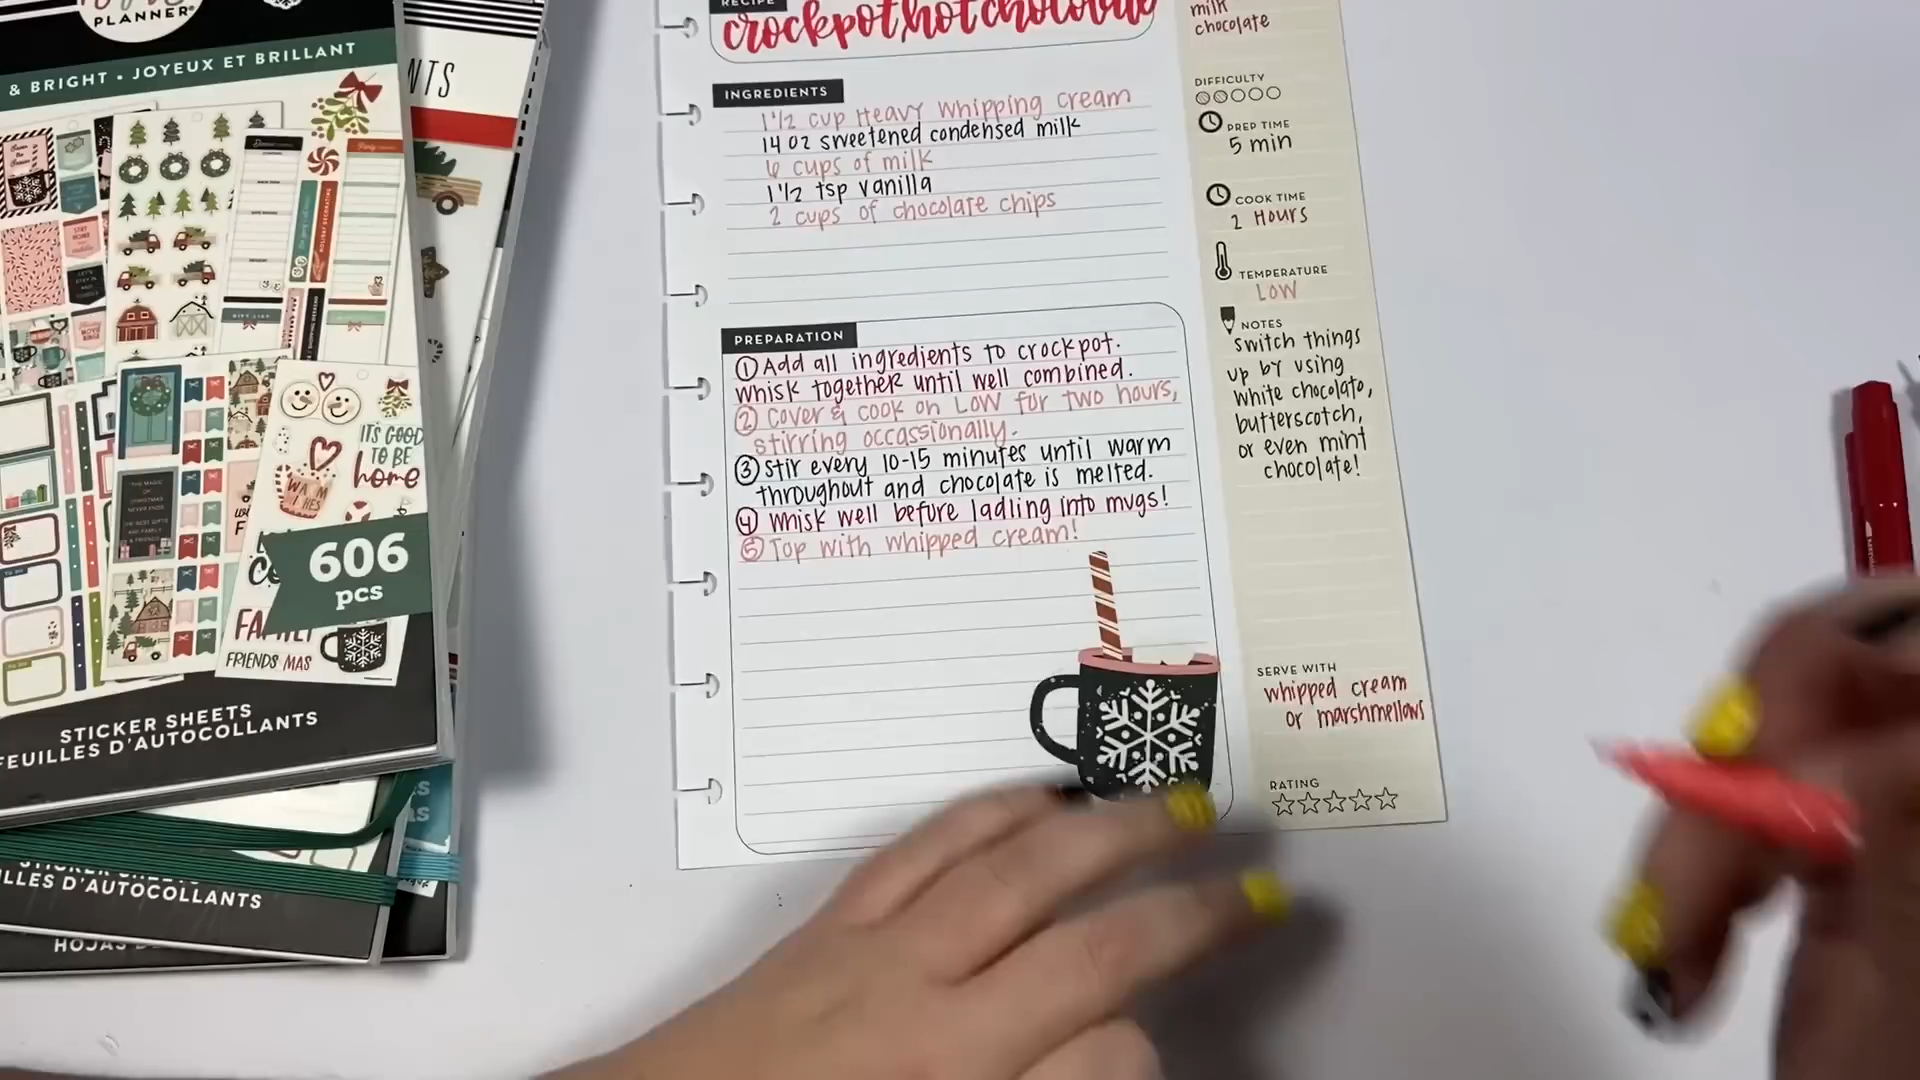 PLANNER®
& BRIGHT • JOYEUX ET BRILLANT
IT'S GOOD
TO BE
home
WARM
606
pcs
FRIENDS MAS
STICKER SHEETS
FEUILLES D'AUTOCOLLANTS
D'AUTOCOLLANTS
HOJAS
RECIPE
crockpot hot chocolate
INGREDIENTS
1 1/2 cup Heavy whipping cream
14 oz sweetened condensed milk
6 cups of milk
1 1/2 tsp vanilla
2 cups of chocolate chips
PREPARATION
① Add all ingredients to crockpot.
whisk together until well combined.
② Cover & cook on LOW for two hours,
stirring occassionally.
③ Stir every 10-15 minutes until warm
throughout and chocolate is melted.
④ Whisk well before ladling into mugs!
⑤ Top with whipped cream!
milk
chocolate
DIFFICULTY
PREP TIME
5 min
COOK TIME
2 Hours
TEMPERATURE
LOW
NOTES
Switch things
up by using
white chocolate,
butterscotch,
or even mint
chocolate!
SERVE WITH
whipped cream
or marshmellows
RATING